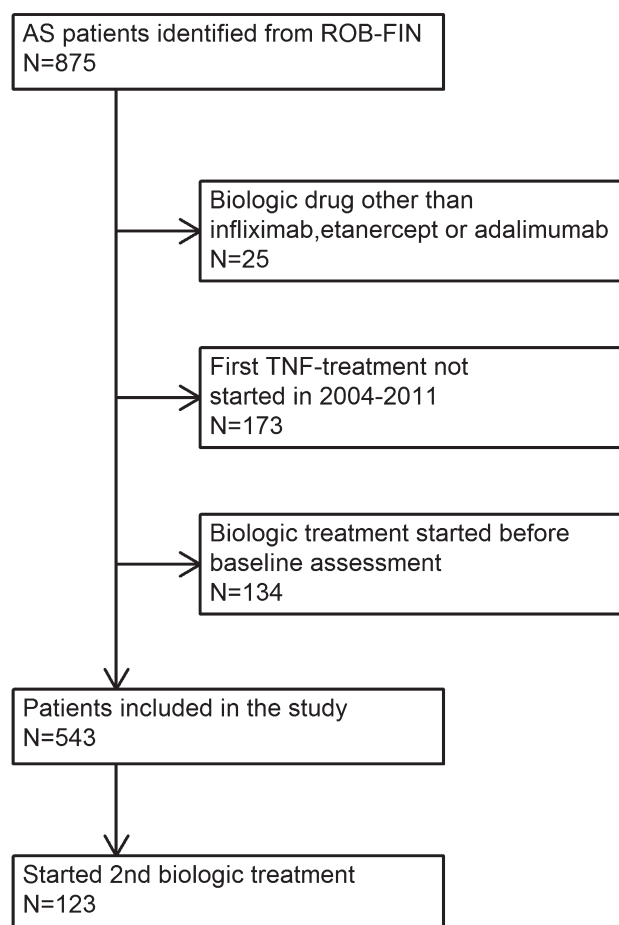 AS patients identified from ROB-FIN
N=875
Biologic drug other than
infliximab,etanercept or adalimumab
N=25
First TNF-treatment not
started in 2004-2011
N=173
Biologic treatment started before
baseline assessment
N=134
Patients included in the study
N=543
Started 2nd biologic treatment
N=123